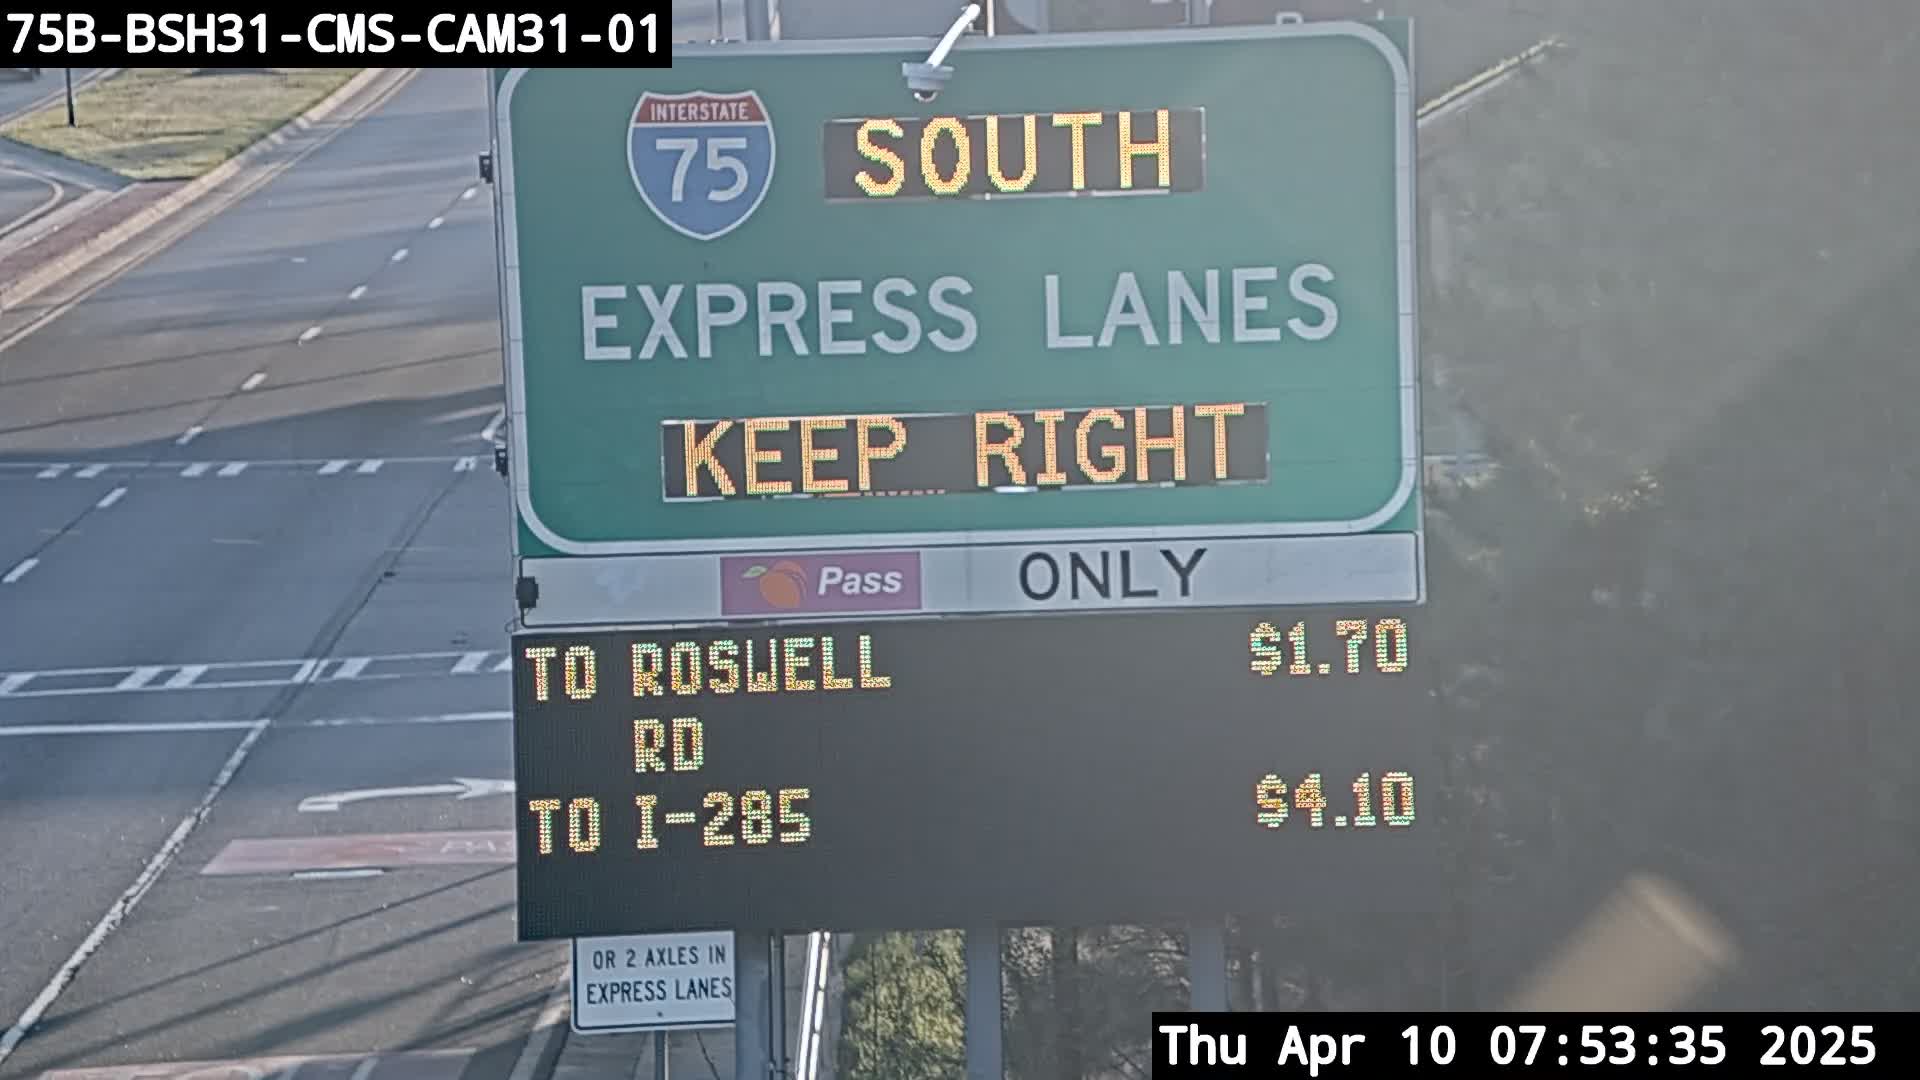 75B-BSH31-CMS-CAM31-01
INTERSTATE
75
SOUTH
EXPRESS LANES
KEEP RIGHT
Pass ONLY
TO ROSWELL $1.70
RD
TO I-285 $4.10
OR 2 AXLES IN
EXPRESS LANES
Thu Apr 10 07:53:35 2025